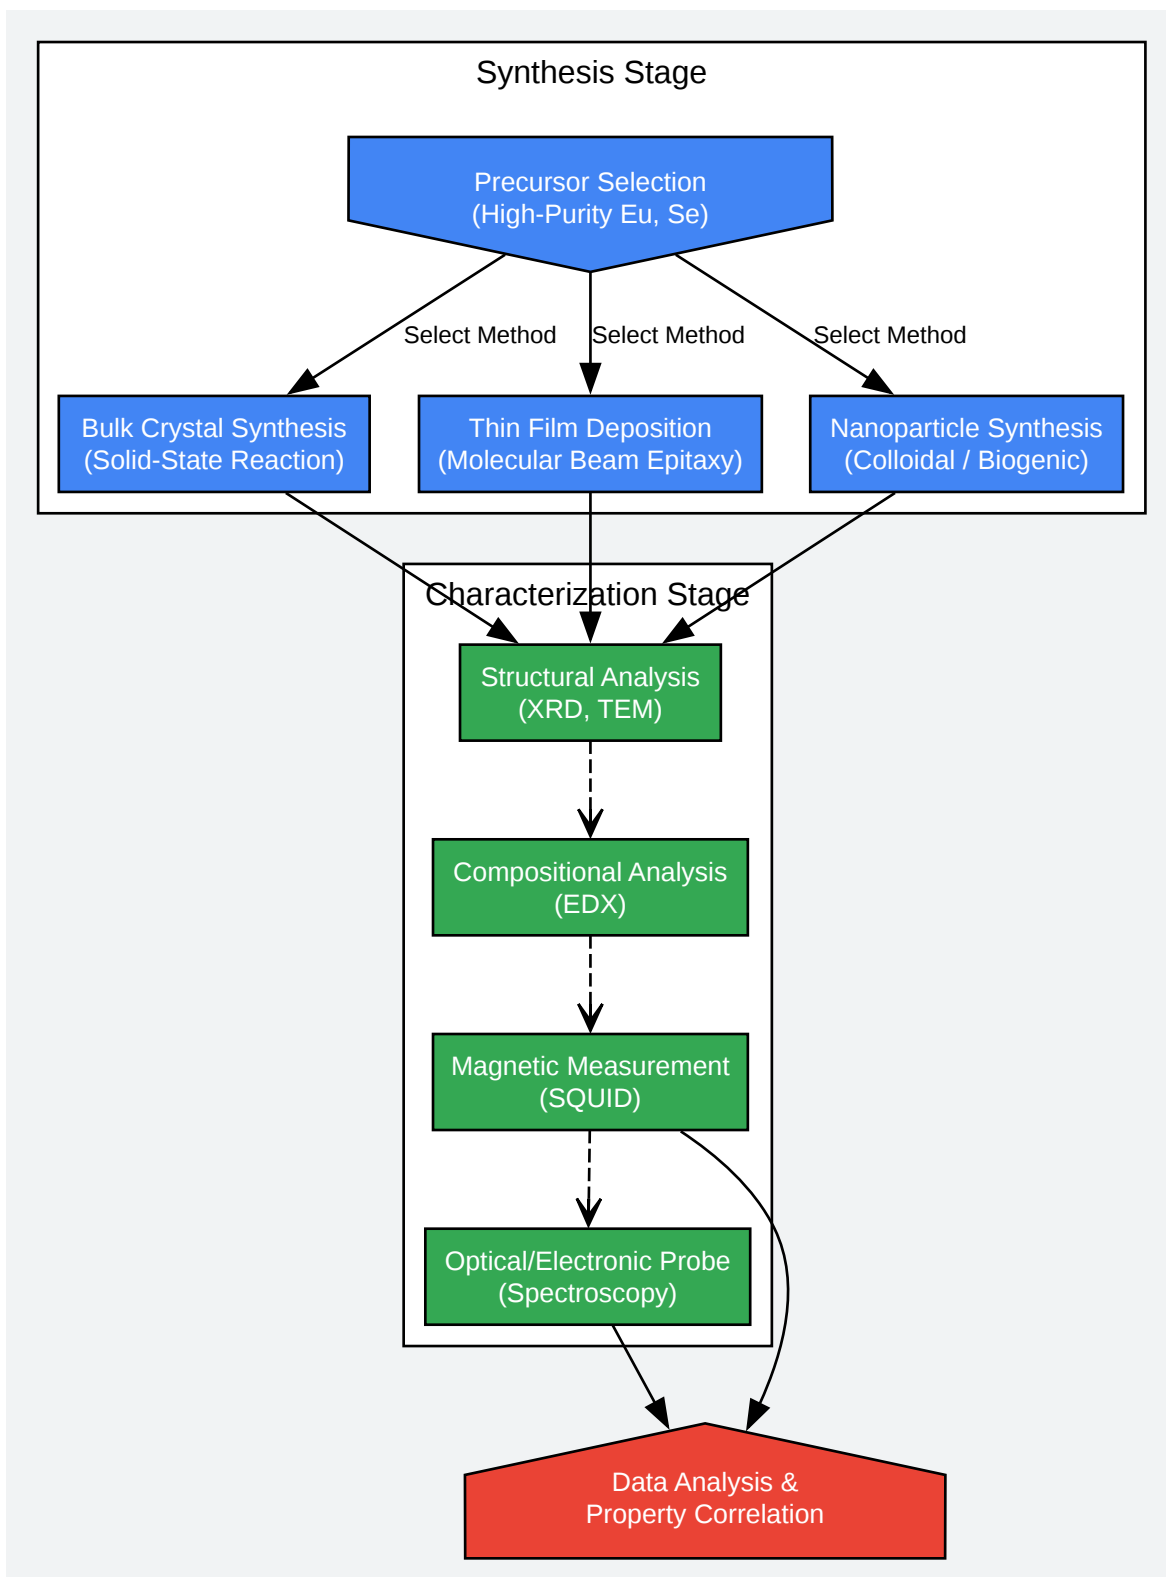 Synthesis Stage
Precursor Selection
(High-Purity Eu, Se)
Select Method
Select Method
Select Method
Bulk Crystal Synthesis
(Solid-State Reaction)
Thin Film Deposition
(Molecular Beam Epitaxy)
Nanoparticle Synthesis
(Colloidal / Biogenic)
Characterization Stage
Structural Analysis
(XRD, TEM)
Compositional Analysis
(EDX)
Magnetic Measurement
(SQUID)
Optical/Electronic Probe
(Spectroscopy)
Data Analysis &
Property Correlation